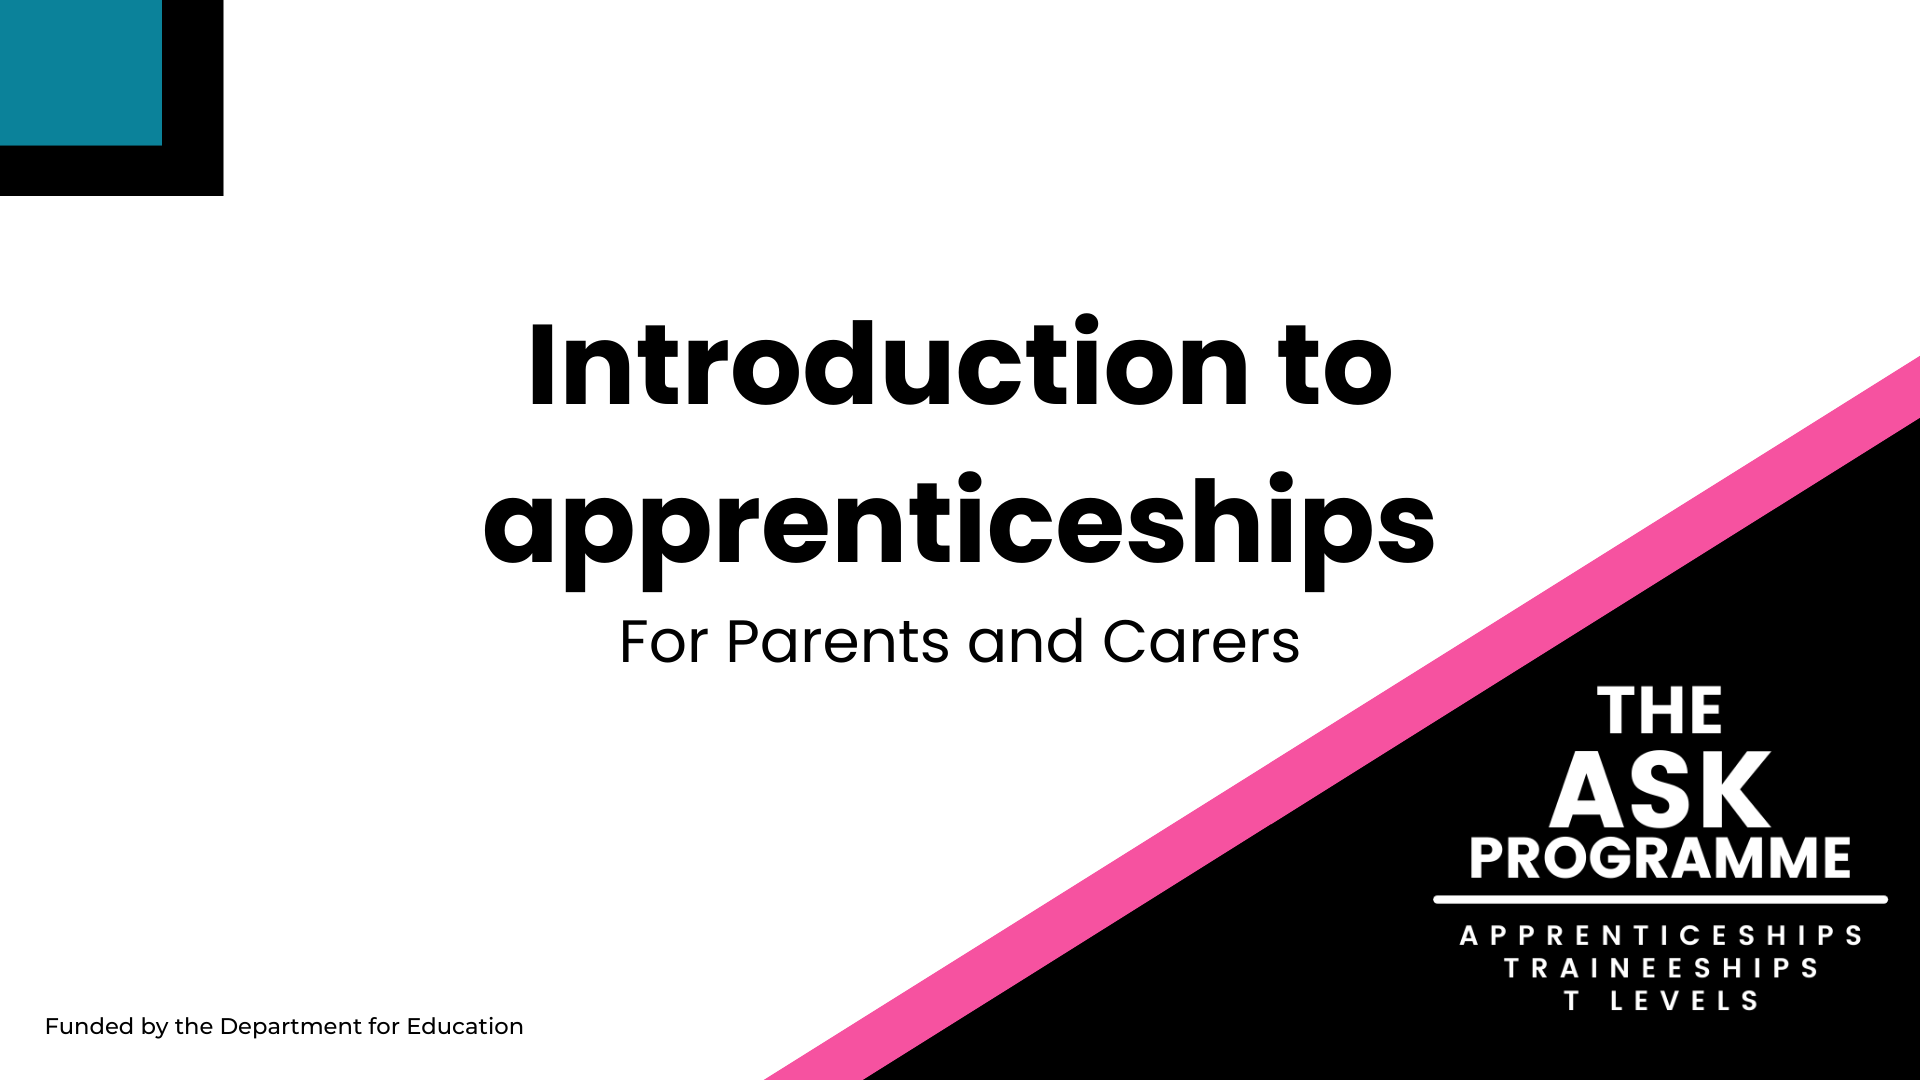 Introduction to
apprenticeships
For Parents and Carers
THE
ASK
PROGRAMME
APPRENTICESHIPS
TRAINEESHIPS
T LEVELS
Funded by the Department for Education